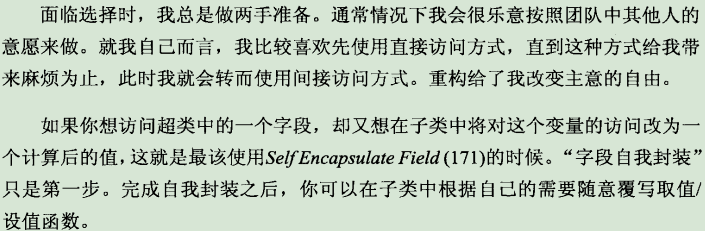 面临选择时，我总是做两手准备。通常情况下我会很乐意按照团队中其他人的
意愿来做。就我自己而言，我比较喜欢先使用直接访问方式，直到这种方式给我带
来麻烦为止，此时我就会转而使用间接访问方式。重构给了我改变主意的自由。
如果你想访问超类中的一个字段，却又想在子类中将对这个变量的访问改为一
个计算后的值，这就是最该使用Self Encapsulate Field (171)的时候。“字段自我封装”
只是第一步。完成自我封装之后，你可以在子类中根据自己的需要随意覆写取值/
设值函数。